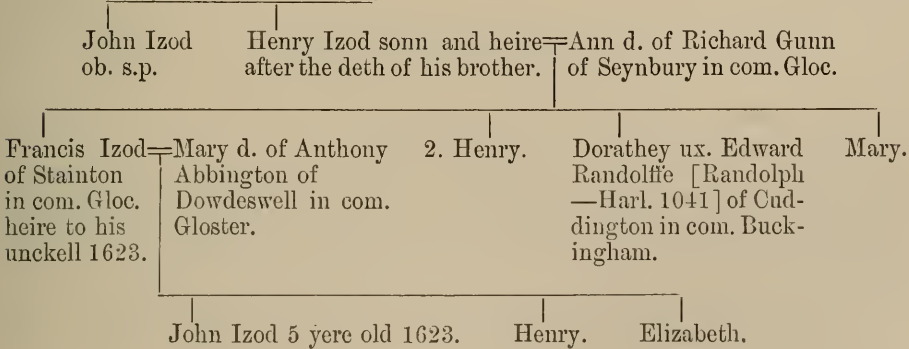 John Izod
ob. s.p.
Henry Izod sonn and heire
after the deth of his brother.
Ann d. of Richard Gunn
of Seynbury in com. Gloc.
Francis Izod
of Stainton
in com. Gloc.
heire to his
unckell 1623.
Mary d. of Anthony
Abbington of
Dowdeswell in com.
Gloster.
2. Henry.
Dorathey ux. Edward
Randolffe [Randolph
—Harl. 1041] of Cud-
dington in com. Buck-
ingham.
Mary.
John Izod 5 yere old 1623.
Henry.
Elizabeth.